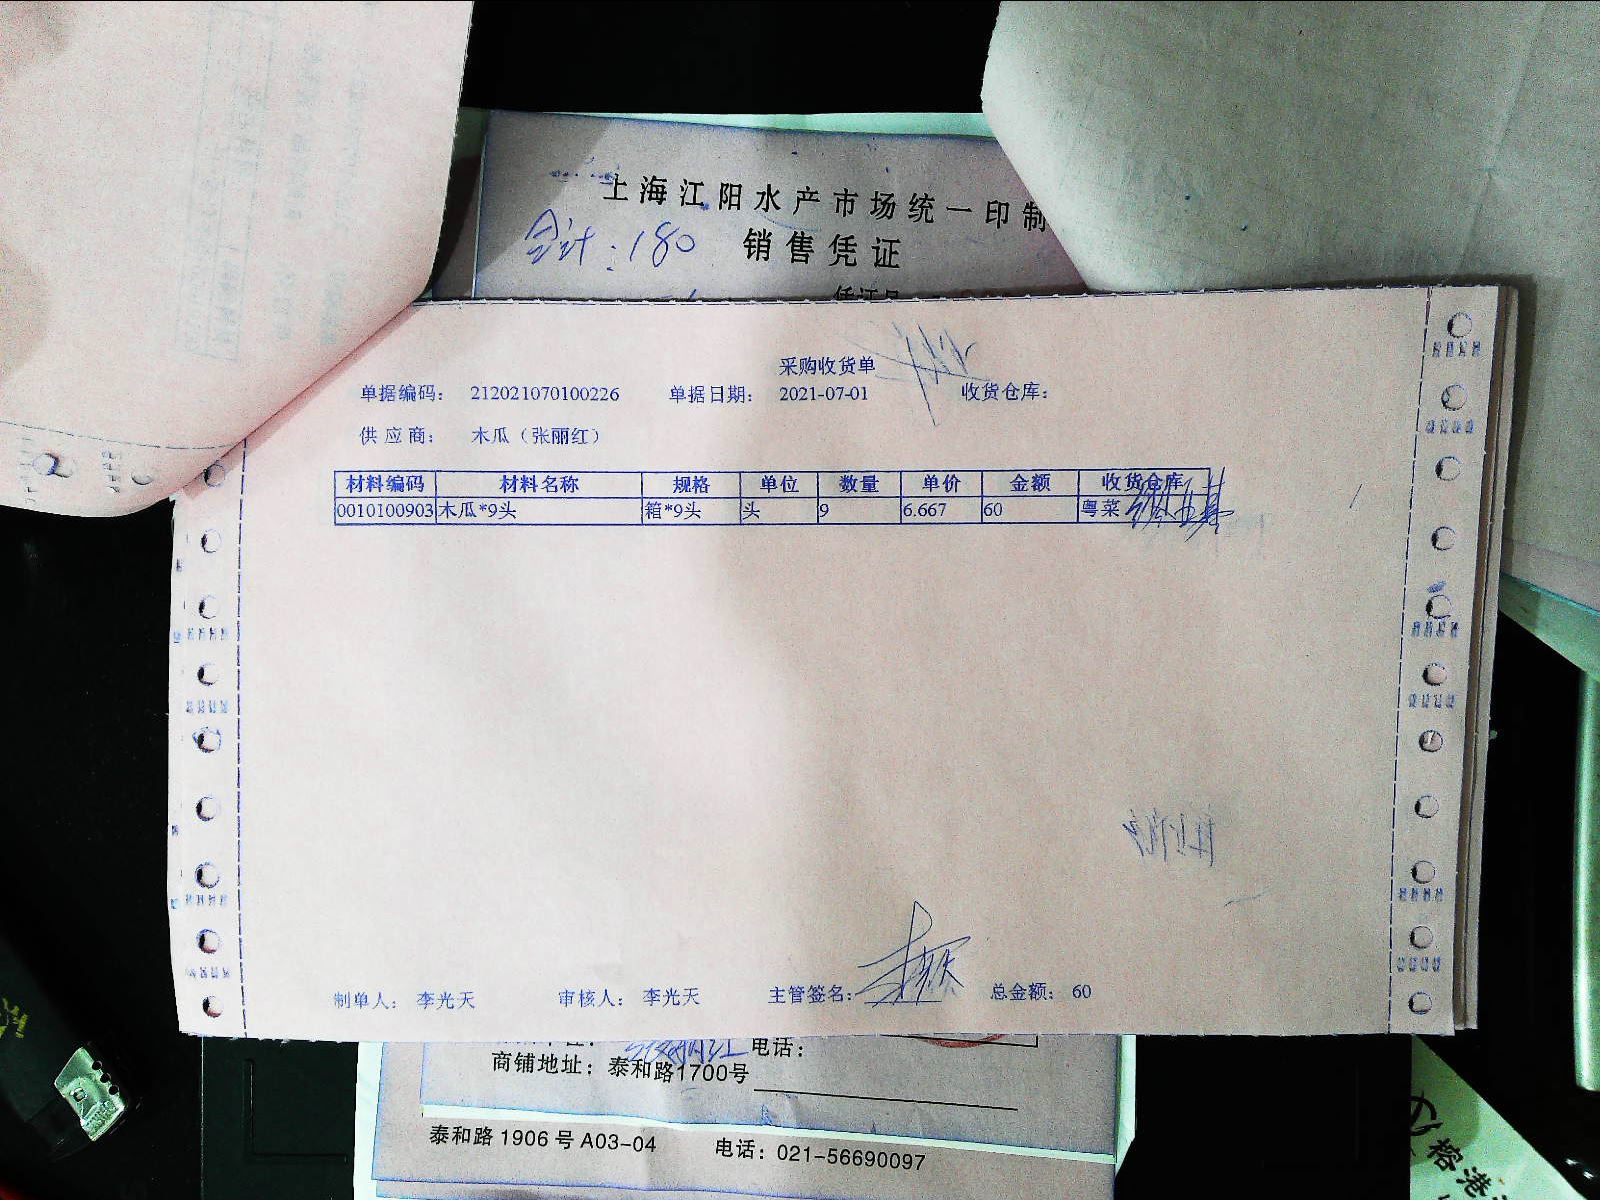 上海江阳水产市场统一印制
合计:180 销售凭证
采购收货单
单据编码: 212021070100226 单据日期: 2021-07-01 收货仓库:
供应商: 木瓜(张丽红)
材料编码 材料名称 规格 单位 数量 单价 金额 收货仓库
0010100903 木瓜*9头 箱*9头 头 9 6.667 60 粤菜
制单人: 李光天 审核人: 李光天 主管签名: 总金额: 60
张丽红 电话:
商铺地址: 泰和路1700号
泰和路 1906 号 A03-04 电话: 021-56690097
榕港